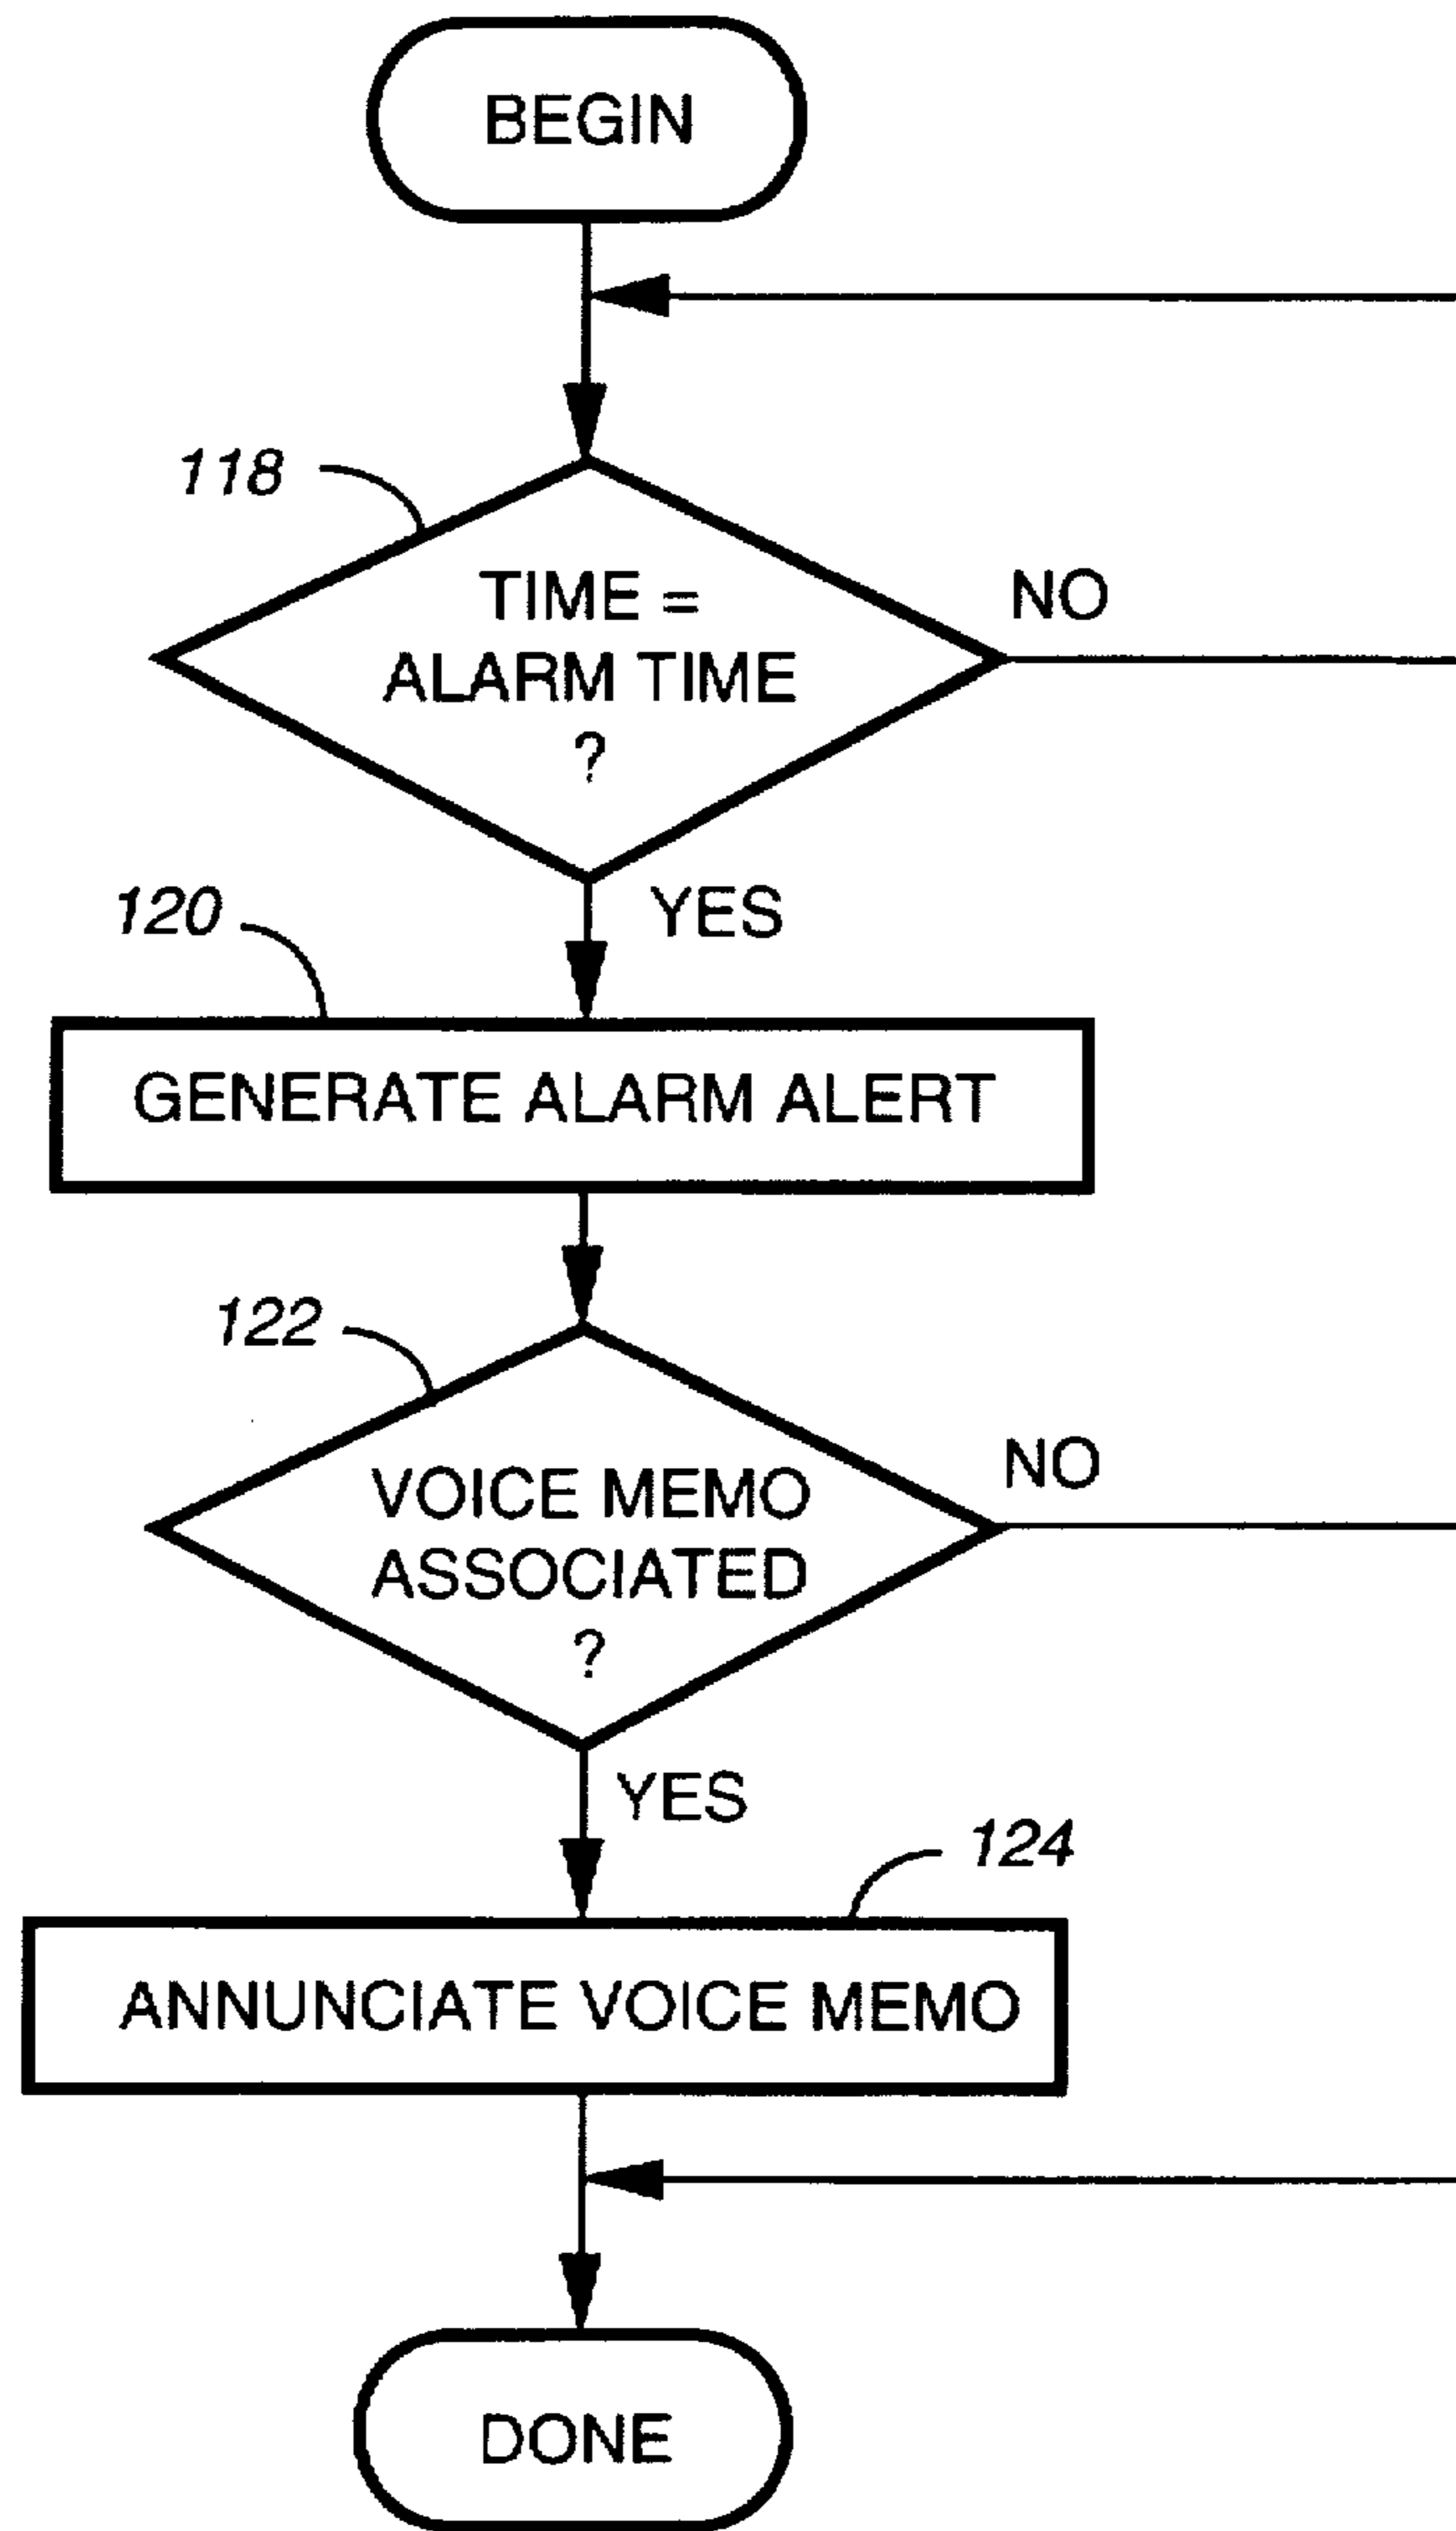 BEGIN
118
TIME =
ALARM TIME
?
NO
YES
120
GENERATE ALARM ALERT
122
VOICE MEMO
ASSOCIATED
?
NO
YES
124
ANNUNCIATE VOICE MEMO
DONE